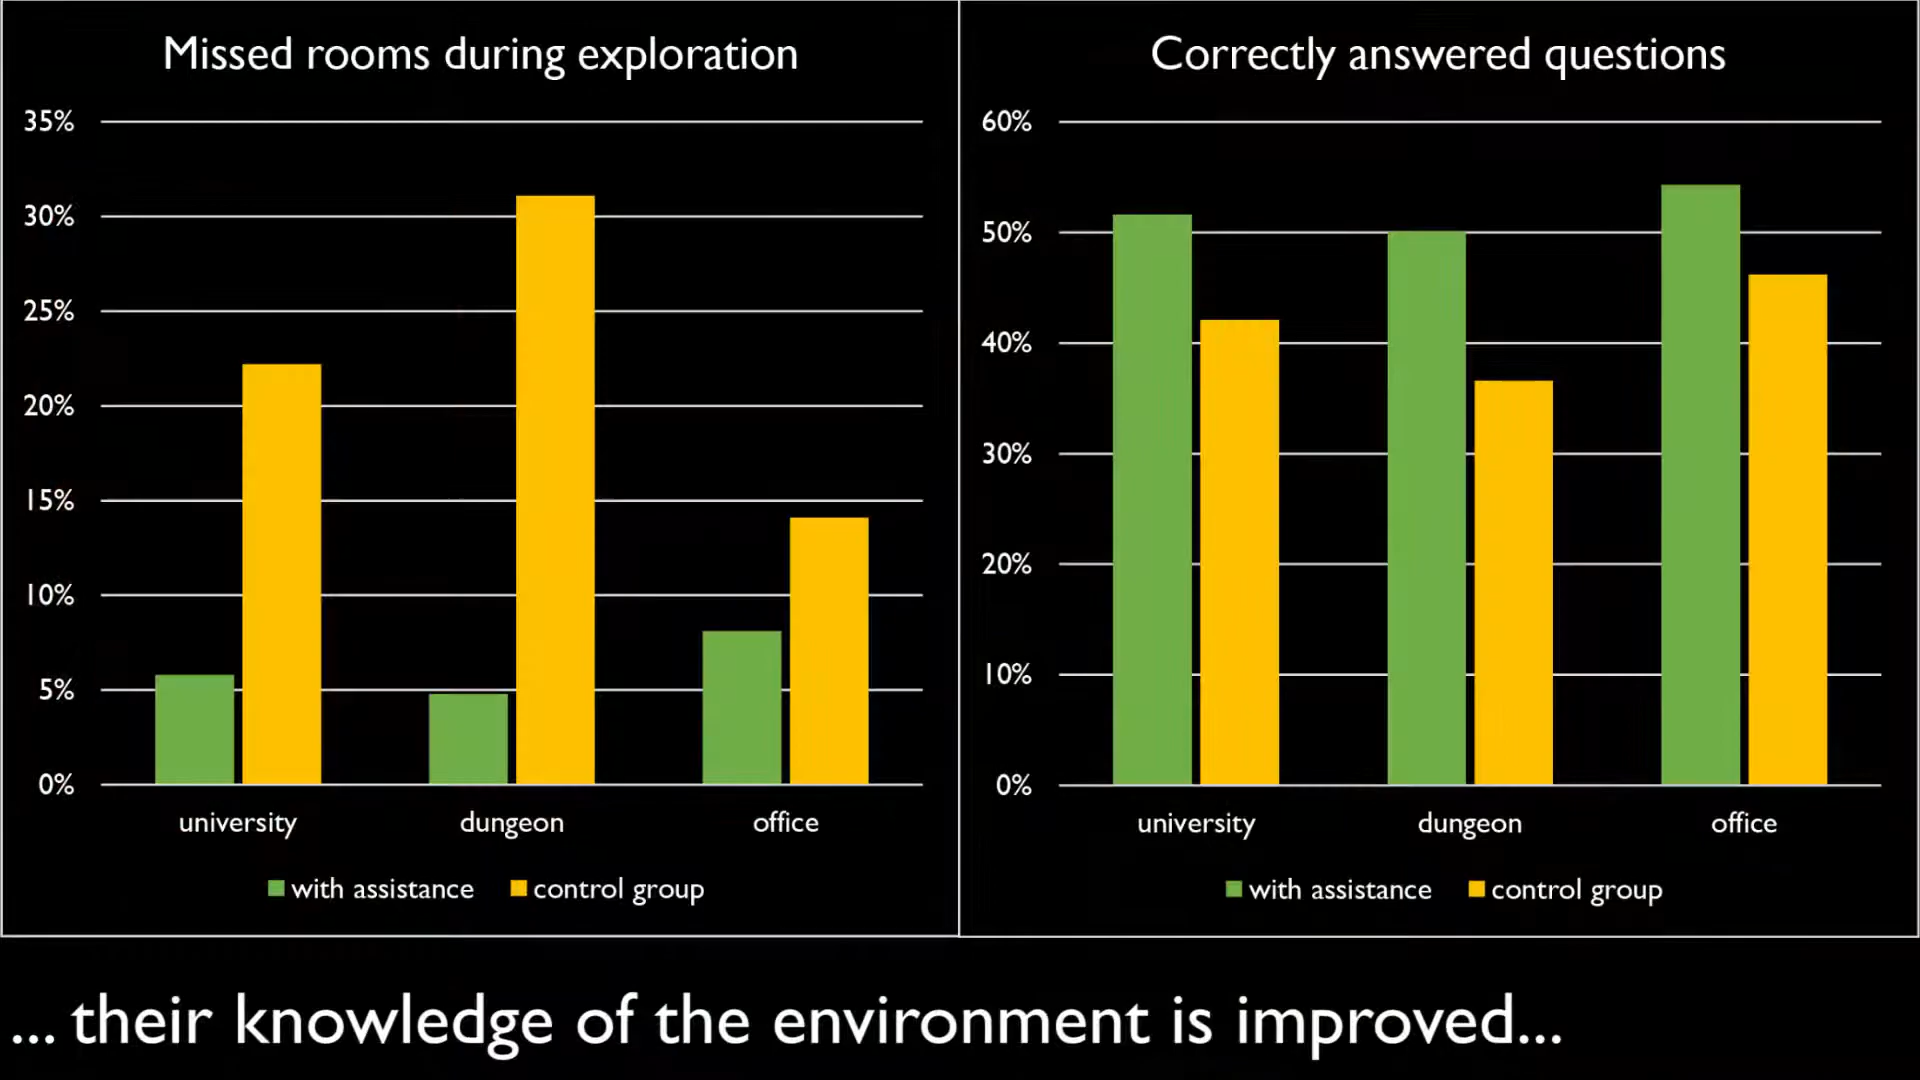 Missed rooms during exploration
35%
30%
25%
20%
15%
10%
5%
0%
university dungeon office
with assistance control group
Correctly answered questions
60%
50%
40%
30%
20%
10%
0%
university dungeon office
with assistance control group
... their knowledge of the environment is improved...